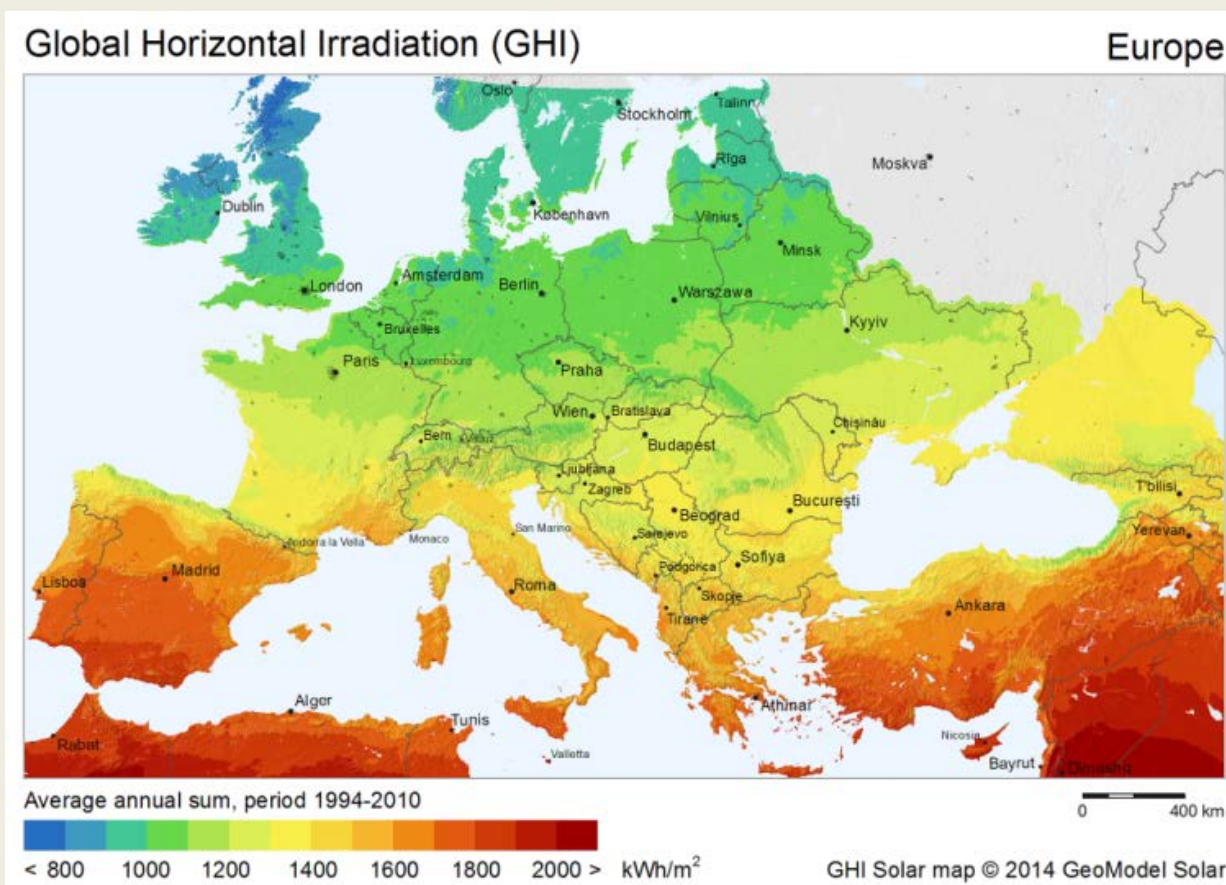 Global Horizontal Irradiation (GHI)
Europe
Oslo
Stockholm
Talinn
Rīga
Moskva
Dublin
København
Vilnius
Minsk
London
Amsterdam
Berlin
Warszawa
Bruxelles
Kyyiv
Paris
Luxembourg
Praha
Wien
Bratislava
Chişinău
Bern
Vaduz
Budapest
Ljubljana
Zagreb
T'bilisi
Beograd
Bucureşti
Andorra la Vella
Monaco
San Marino
Sarajevo
Yerevan
Sofiya
Podgorica
Lisboa
Madrid
Roma
Skopje
Tiranë
Ankara
Alger
Athinai
Tunis
Rabat
Valletta
Nicosia
Bayrut
Dimashq
Average annual sum, period 1994-2010
0 400 km
< 800 1000 1200 1400 1600 1800 2000 > kWh/m²
GHI Solar map © 2014 GeoModel Solar